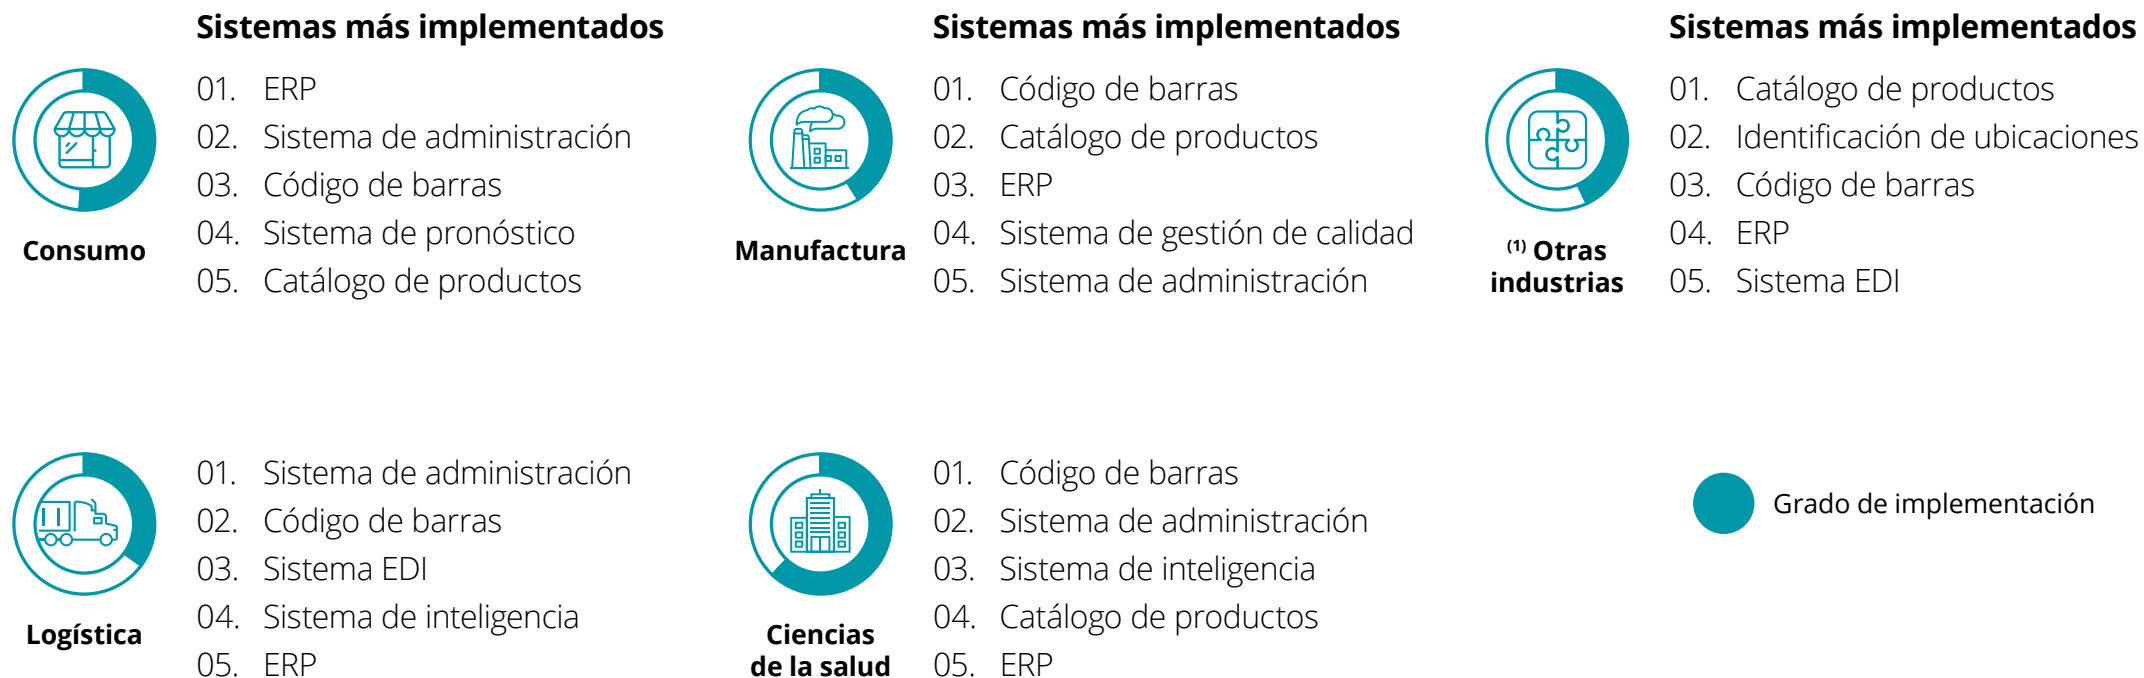 Sistemas más implementados
01. ERP
02. Sistema de administración
03. Código de barras
04. Sistema de pronóstico
05. Catálogo de productos
Consumo
Sistemas más implementados
01. Código de barras
02. Catálogo de productos
03. ERP
04. Sistema de gestión de calidad
05. Sistema de administración
Manufactura
Sistemas más implementados
01. Catálogo de productos
02. Identificación de ubicaciones
03. Código de barras
04. ERP
05. Sistema EDI
(1) Otras
industrias
01. Sistema de administración
02. Código de barras
03. Sistema EDI
04. Sistema de inteligencia
05. ERP
Logística
01. Código de barras
02. Sistema de administración
03. Sistema de inteligencia
04. Catálogo de productos
05. ERP
Ciencias
de la salud
Grado de implementación